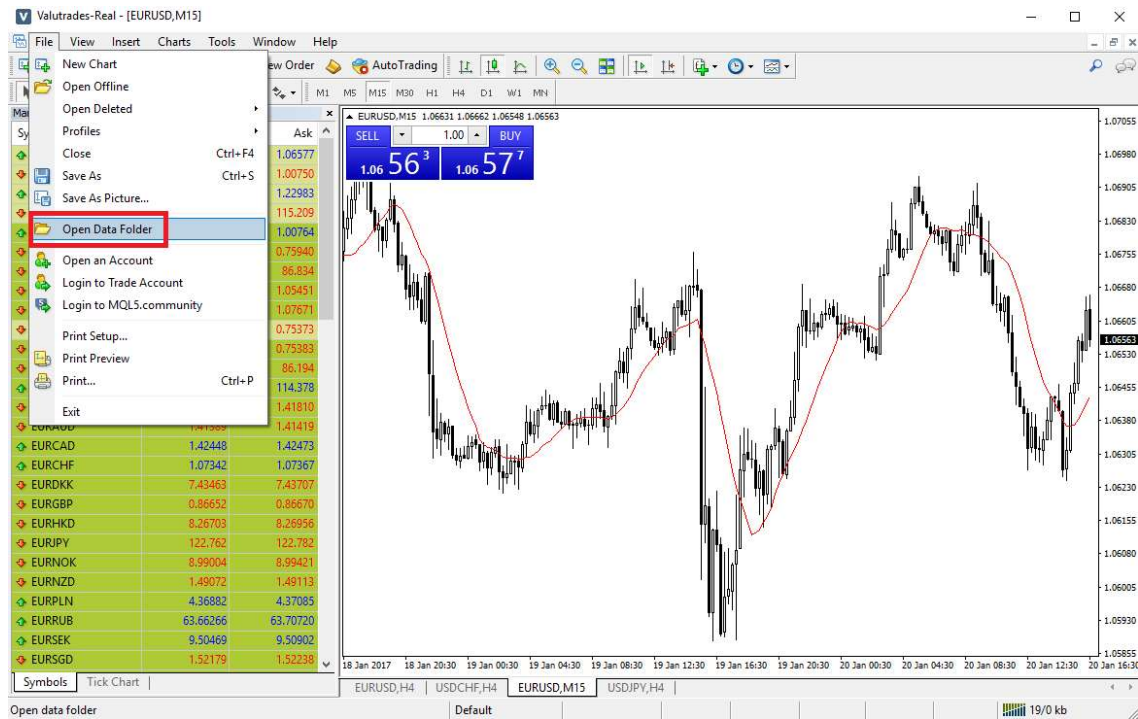 Valutrades-Real - [EURUSD,M15]
File View Insert Charts Tools Window Help
New Chart
Open Offline
Open Deleted
Profiles
Close Ctrl+F4
Save As Ctrl+S
Save As Picture...
Open Data Folder
Open an Account
Login to Trade Account
Login to MQL5.community
Print Setup...
Print Preview
Print... Ctrl+P
Exit
ew Order AutoTrading
M1 M5 M15 M30 H1 H4 D1 W1 MN
Ask
1.06577
1.00750
1.22983
115.209
1.00764
0.75940
86.834
1.05451
1.07671
0.75373
0.75383
86.194
114.378
1.41810
EURAUD 1.41389 1.41419
EURCAD 1.42448 1.42473
EURCHF 1.07342 1.07367
EURDKK 7.43463 7.43707
EURGBP 0.86652 0.86670
EURHKD 8.26703 8.26956
EURJPY 122.762 122.782
EURNOK 8.99004 8.99421
EURNZD 1.49072 1.49113
EURPLN 4.36882 4.37085
EURRUB 63.66266 63.70720
EURSEK 9.50469 9.50902
EURSGD 1.52179 1.52238
Symbols Tick Chart
EURUSD,M15 1.06631 1.06662 1.06548 1.06563
SELL 1.00 BUY
1.06 56 3 1.06 57 7
1.07055
1.06980
1.06905
1.06830
1.06755
1.06680
1.06605
1.06563
1.06530
1.06455
1.06380
1.06305
1.06230
1.06155
1.06080
1.06005
1.05930
1.05855
18 Jan 2017 18 Jan 20:30 19 Jan 00:30 19 Jan 04:30 19 Jan 08:30 19 Jan 12:30 19 Jan 16:30 19 Jan 20:30 20 Jan 00:30 20 Jan 04:30 20 Jan 08:30 20 Jan 12:30 20 Jan 16:30
EURUSD,H4 USDCHF,H4 EURUSD,M15 USDJPY,H4
Open data folder Default 19/0 kb